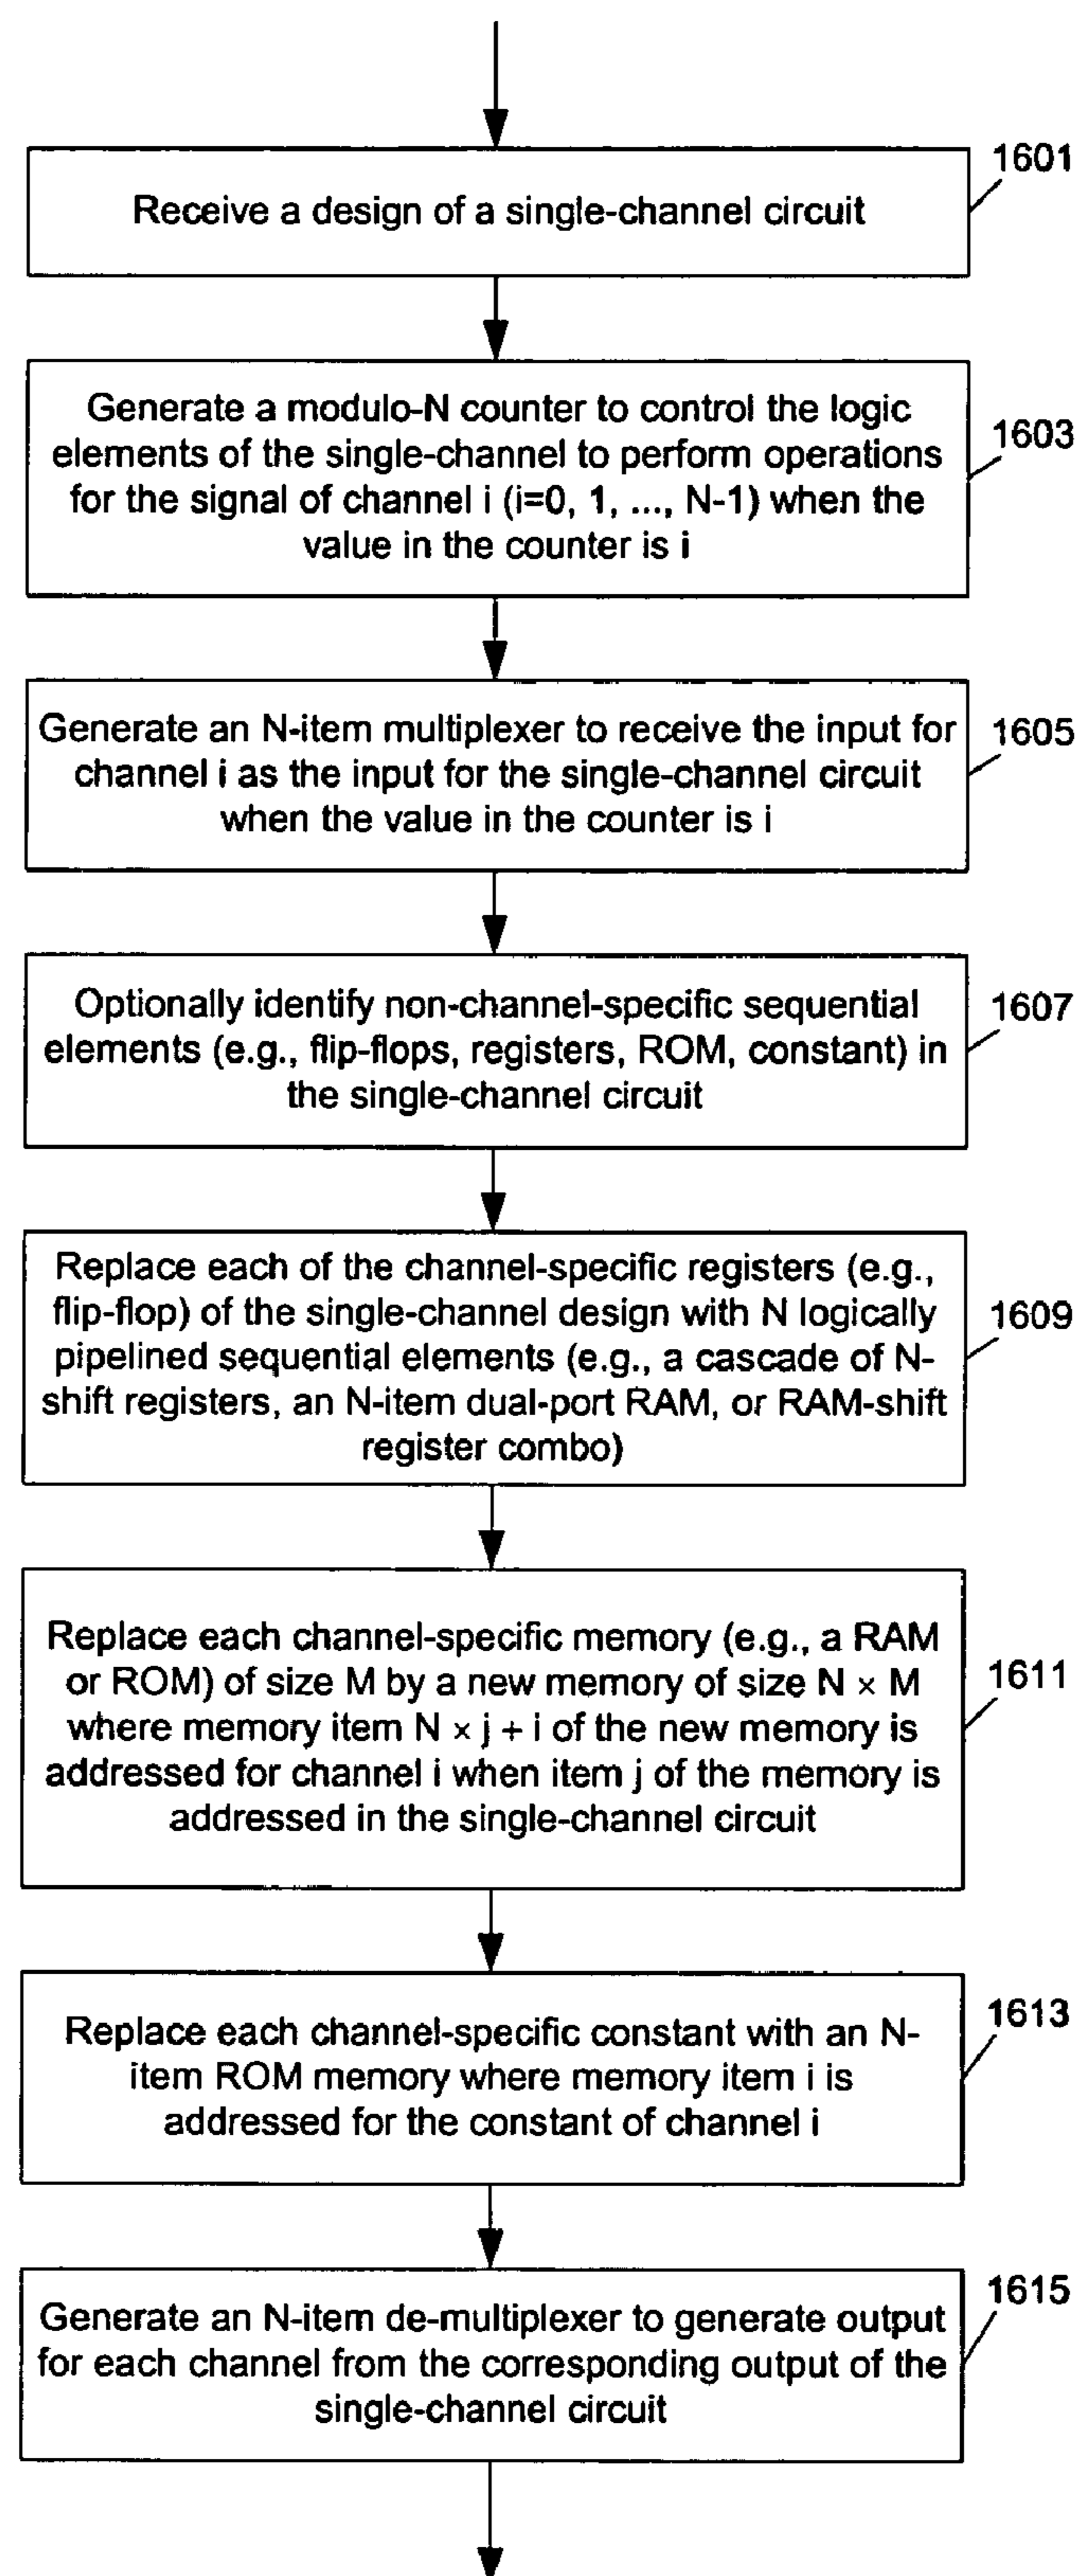 Receive a design of a single-channel circuit
1601
Generate a modulo-N counter to control the logic
elements of the single-channel to perform operations
for the signal of channel i (i=0, 1, ..., N-1) when the
value in the counter is i
1603
Generate an N-item multiplexer to receive the input for
channel i as the input for the single-channel circuit
when the value in the counter is i
1605
Optionally identify non-channel-specific sequential
elements (e.g., flip-flops, registers, ROM, constant) in
the single-channel circuit
1607
Replace each of the channel-specific registers (e.g.,
flip-flop) of the single-channel design with N logically
pipelined sequential elements (e.g., a cascade of N-
shift registers, an N-item dual-port RAM, or RAM-shift
register combo)
1609
Replace each channel-specific memory (e.g., a RAM
or ROM) of size M by a new memory of size N × M
where memory item N × j + i of the new memory is
addressed for channel i when item j of the memory is
addressed in the single-channel circuit
1611
Replace each channel-specific constant with an N-
item ROM memory where memory item i is
addressed for the constant of channel i
1613
Generate an N-item de-multiplexer to generate output
for each channel from the corresponding output of the
single-channel circuit
1615